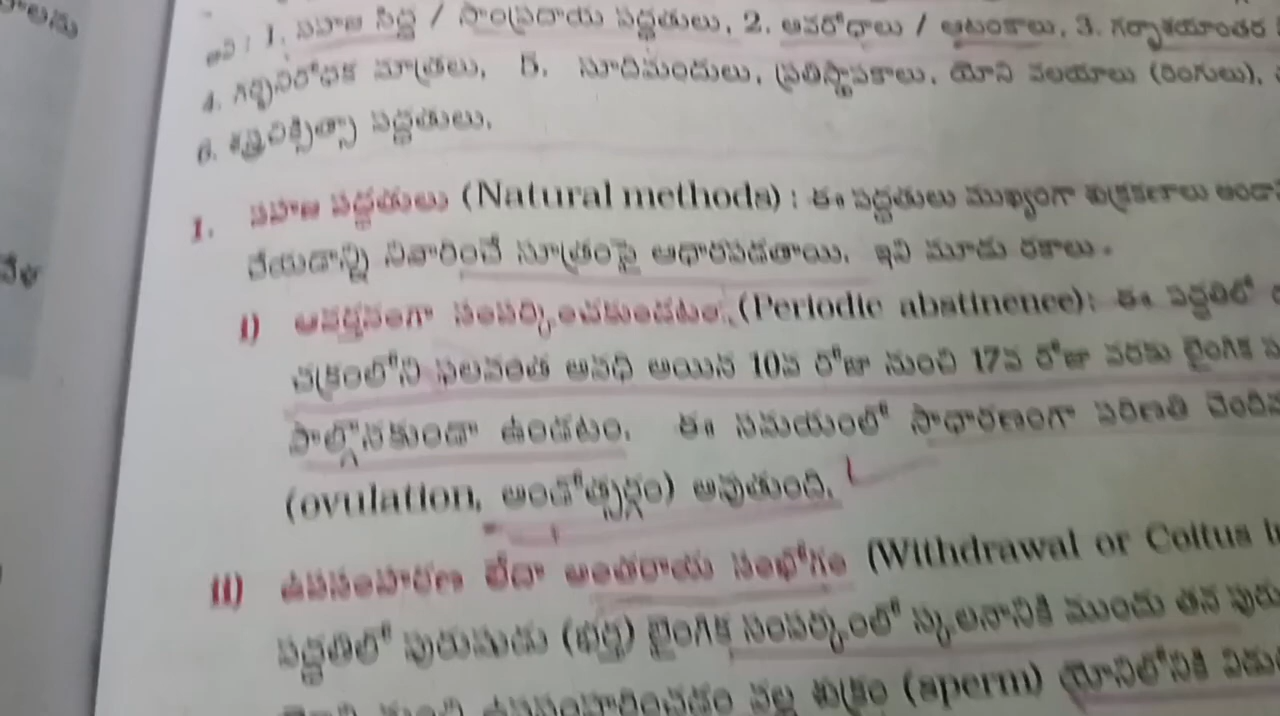 అవి : 1. సహజ సిద్ధ / సాంప్రదాయ పద్ధతులు, 2. అవరోధాలు / ఆటంకాలు, 3. గర్భాశయాంతర
4. గర్భనిరోధక మాత్రలు, 5. సూదిమందులు, ప్రతిస్థాపకాలు, యోని వలయాలు (రింగులు),
6. శస్త్రచికిత్సా పద్ధతులు.
1. సహజ పద్ధతులు (Natural methods) : ఈ పద్ధతులు ముఖ్యంగా శుక్రకణాలు
చేయడాన్ని నివారించే సూత్రంపై ఆధారపడతాయి. ఇవి మూడు రకాలు -
i) ఆవర్తనంగా సంపర్కించకుండటం (Periodic abstinence): ఈ పద్ధతిలో
చక్రంలోని ఫలవంత అవధి అయిన 10వ రోజు నుంచి 17వ రోజు వరకు లైంగిక
పాల్గొనకుండా ఉండటం. ఈ సమయంలో సాధారణంగా పరిణతి
(ovulation, అండోత్సర్గం) అవుతుంది.
ii) ఉపసంహరణ లేదా అంతరాయ సంభోగం (Withdrawal or Coitus
పద్ధతిలో పురుషుడు (భర్త) లైంగిక సంపర్కంలో స్ఖలనానికి ముందు తన
నుంచి ఉపసంహరించడం వల్ల శుక్రం (sperm) యోనిలోనికి